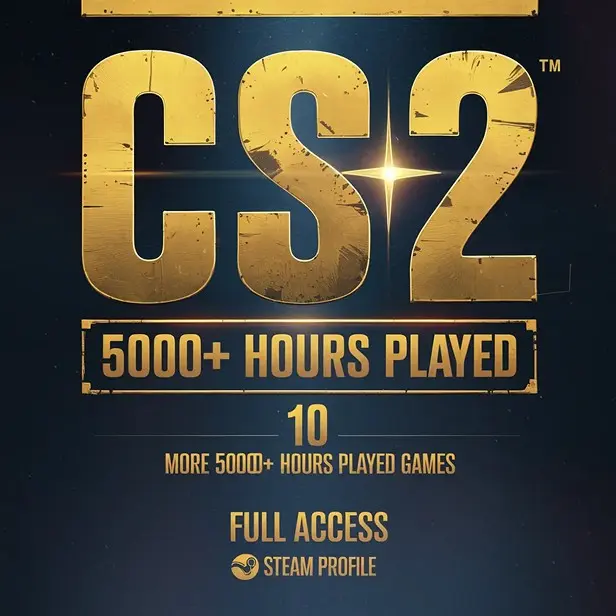 CS2™
5000+ HOURS PLAYED
10
MORE HOURS PLAYED GAMES
FULL ACCESS
STEAM PROFILE